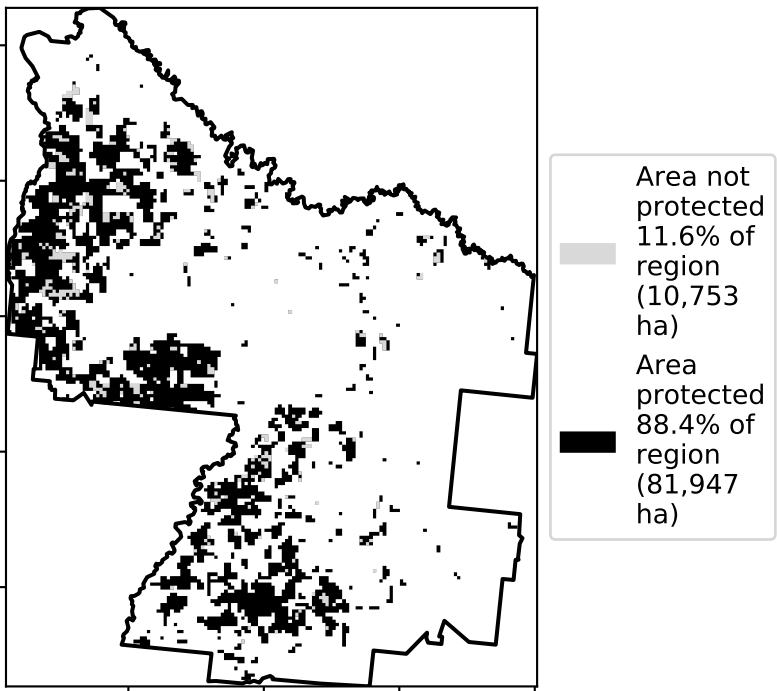 Area not
protected
11.6% of
region
(10,753
ha)
Area
protected
88.4% of
region
(81,947
ha)